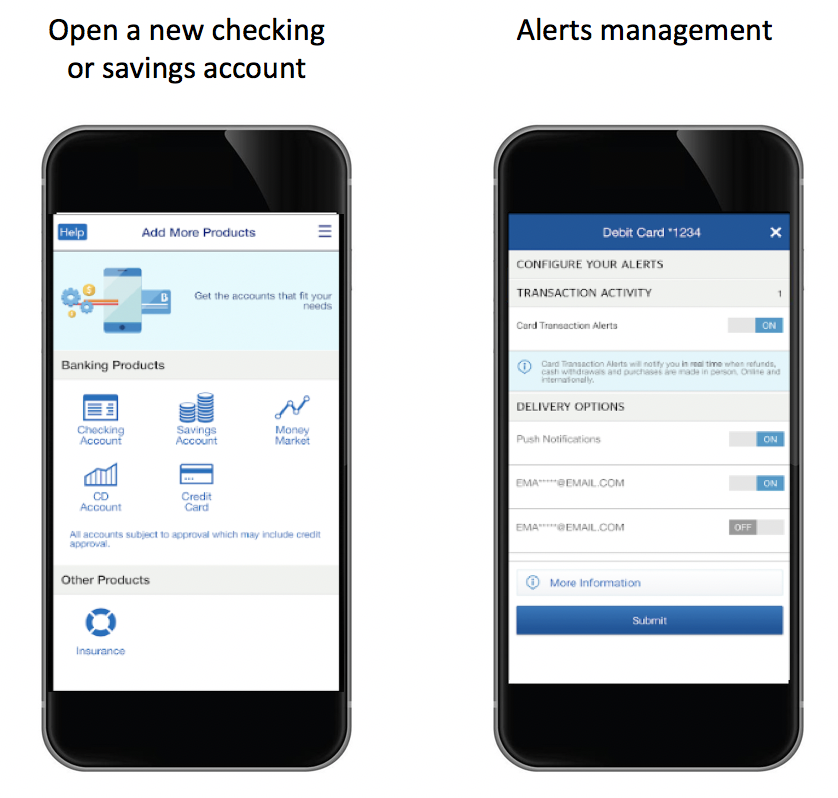 Open a new checking
or savings account
Alerts management
Help
Add More Products
Get the accounts that fit your
needs
Banking Products
Checking
Account
Savings
Account
Money
Market
CD
Account
Credit
Card
All accounts subject to approval which may include credit
approval.
Other Products
Insurance
Debit Card *1234
CONFIGURE YOUR ALERTS
TRANSACTION ACTIVITY 1
Card Transaction Alerts ON
Card Transaction Alerts will notify you in real time when refunds,
cash withdrawals and purchases are made in person. Online and
internationally.
DELIVERY OPTIONS
Push Notifications ON
EMA*****@EMAIL.COM ON
EMA*****@EMAIL.COM OFF
More Information
Submit